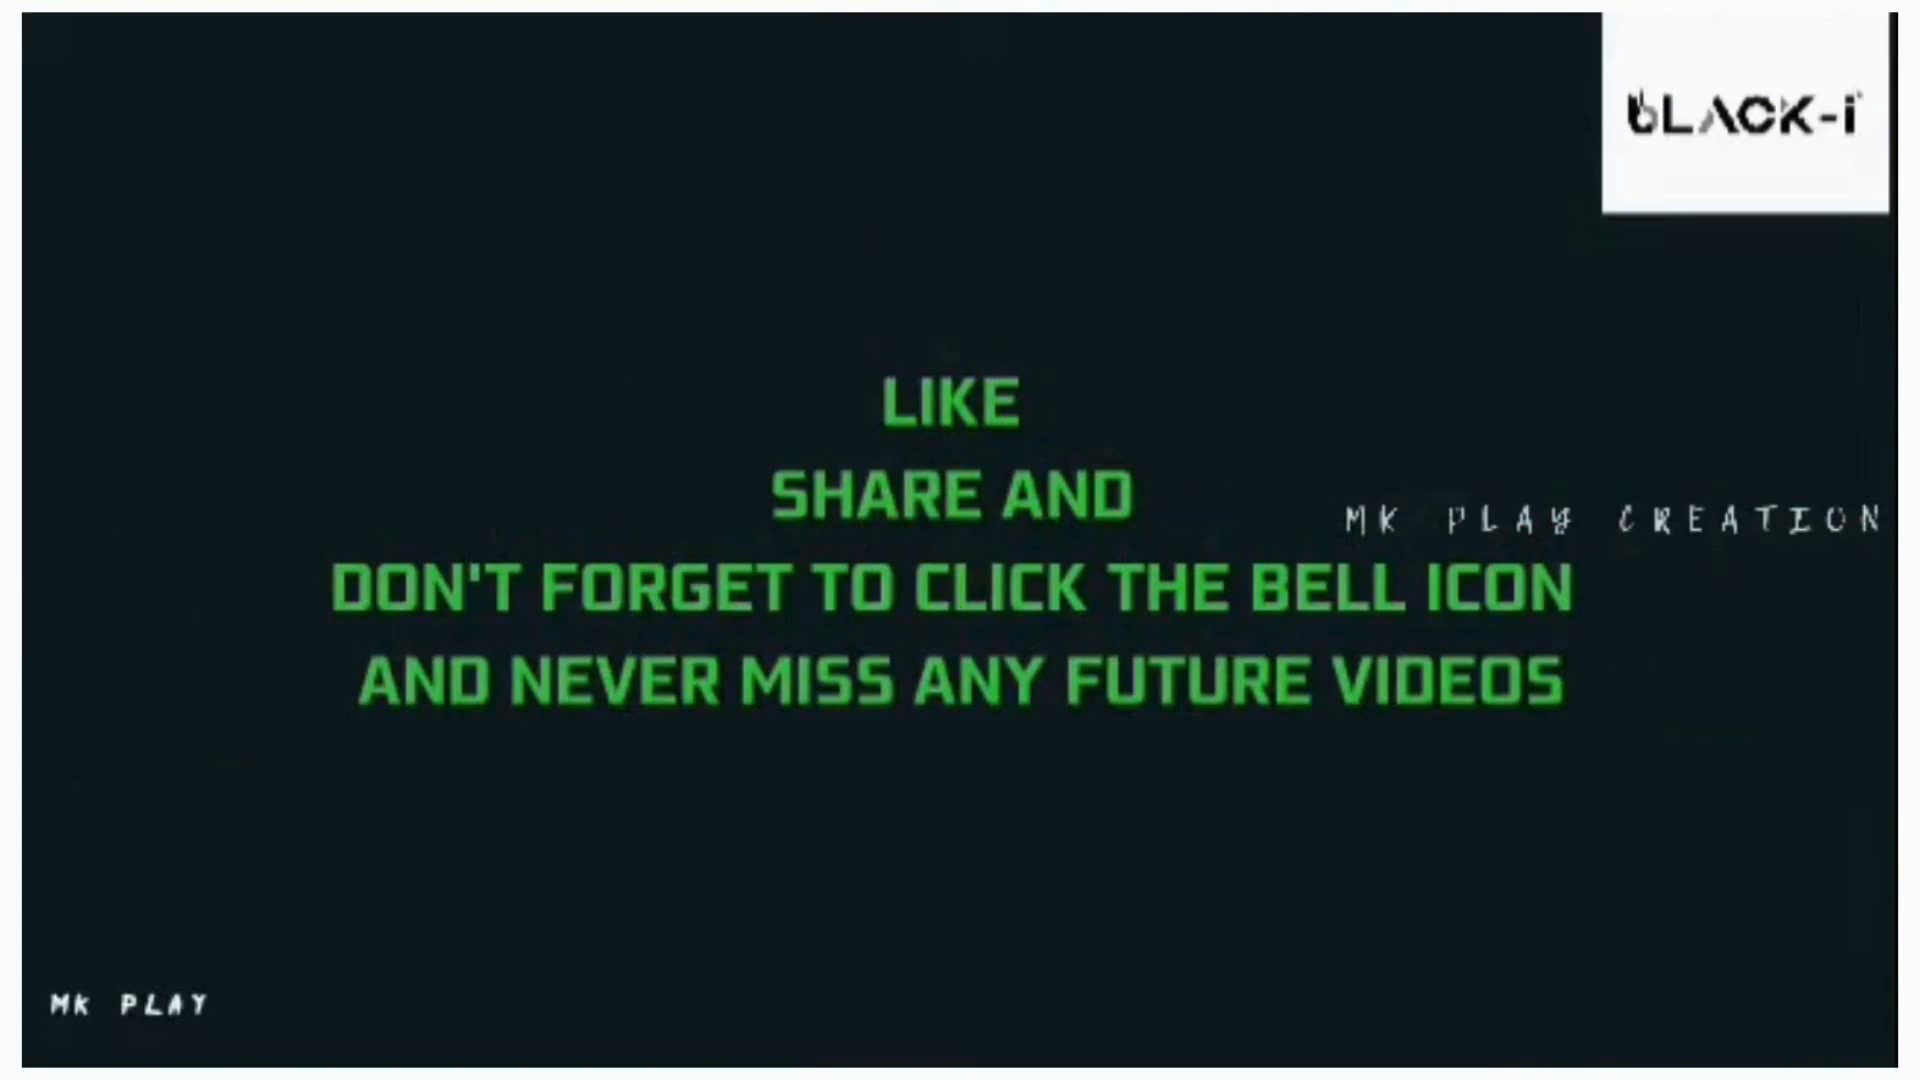 bLACK-i
LIKE
SHARE AND
MK PLAY CREATION
DON'T FORGET TO CLICK THE BELL ICON
AND NEVER MISS ANY FUTURE VIDEOS
MK PLAY